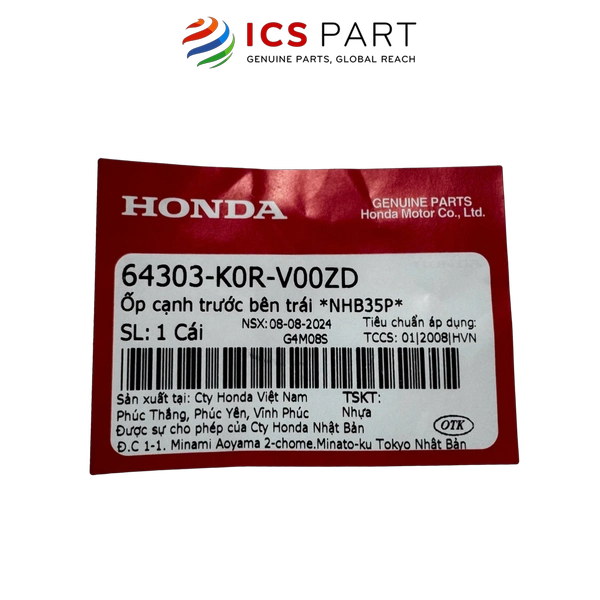 ICS PART
GENUINE PARTS, GLOBAL REACH
HONDA
GENUINE PARTS
Honda Motor Co., Ltd.
64303-K0R-V00ZD
Ốp cạnh trước bên trái *NHB35P*
SL: 1 Cái
NSX: 08-08-2024
G4M08S
Tiêu chuẩn áp dụng:
TCCS: 01|2008|HVN
Sản xuất tại: Cty Honda Việt Nam
Phúc Thắng, Phúc Yên, Vĩnh Phúc
Được sự cho phép của Cty Honda Nhật Bản
Đ.C 1-1. Minami Aoyama 2-chome.Minato-ku Tokyo Nhật Bản
TSKT:
Nhựa
OTK